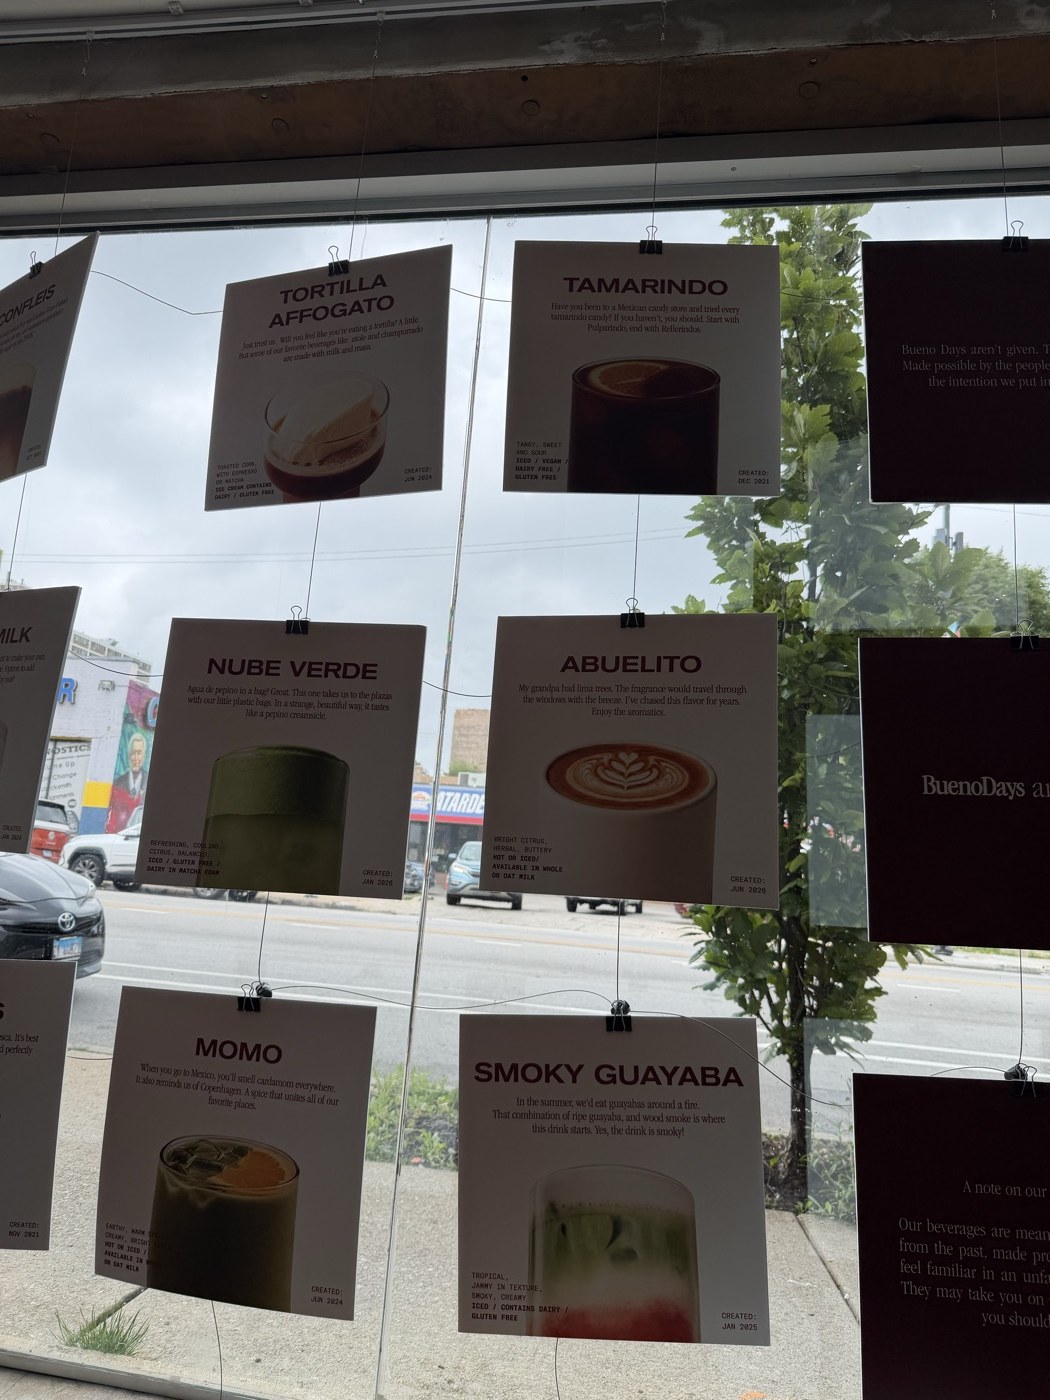 CONFLEIS
TORTILLA
AFFOGATO
Just trust us. Will you feel like you're eating a tortilla? A little.
But some of our favorite beverages like, atole and champurrado
are made with milk and masa.
TOASTED CORN,
WITH ESPRESSO
OR MATCHA
ICE CREAM CONTAINS
DAIRY / GLUTEN FREE
CREATED:
JUN 2024
TAMARINDO
Have you been to a Mexican candy store and tried every
tamarindo candy? If you haven't, you should. Start with
Pulparindo, end with Rellerindos.
TANGY, SWEET
AND SOUR
ICED / VEGAN /
DAIRY FREE /
GLUTEN FREE
CREATED:
DEC 2021
Bueno Days aren't given. T
Made possible by the people
the intention we put in
MILK
NUBE VERDE
Agua de pepino in a bag? Great. This one takes us to the plazas
with our little plastic bags. In a strange, beautiful way, it tastes
like a pepino creamsicle.
REFRESHING, COOLING,
CITRUS, BALANCED.
ICED / GLUTEN FREE /
DAIRY IN MATCHA FOAM
CREATED:
JAN 2026
ABUELITO
My grandpa had lima trees. The fragrance would travel through
the windows with the breeze. I've chased this flavor for years.
Enjoy the aromatics.
BRIGHT CITRUS,
HERBAL, BUTTERY
HOT OR ICED/
AVAILABLE IN WHOLE
OR OAT MILK
CREATED:
JUN 2020
BuenoDays ar
S
esca. It's best
d perfectly
CREATED:
NOV 2021
MOMO
When you go to Mexico, you'll smell cardamom everywhere.
It also reminds us of Copenhagen. A spice that unites all of our
favorite places.
EARTHY, WARM
CREAMY, BRIGHT
HOT OR ICED /
AVAILABLE IN
OR OAT MILK
CREATED:
JUN 2024
SMOKY GUAYABA
In the summer, we'd eat guayabas around a fire.
That combination of ripe guayaba, and wood smoke is where
this drink starts. Yes, the drink is smoky!
TROPICAL,
JAMMY IN TEXTURE,
SMOKY, CREAMY
ICED / CONTAINS DAIRY /
GLUTEN FREE
CREATED:
JAN 2025
A note on our
Our beverages are mean
from the past, made pro
feel familiar in an unfa
They may take you on
you should